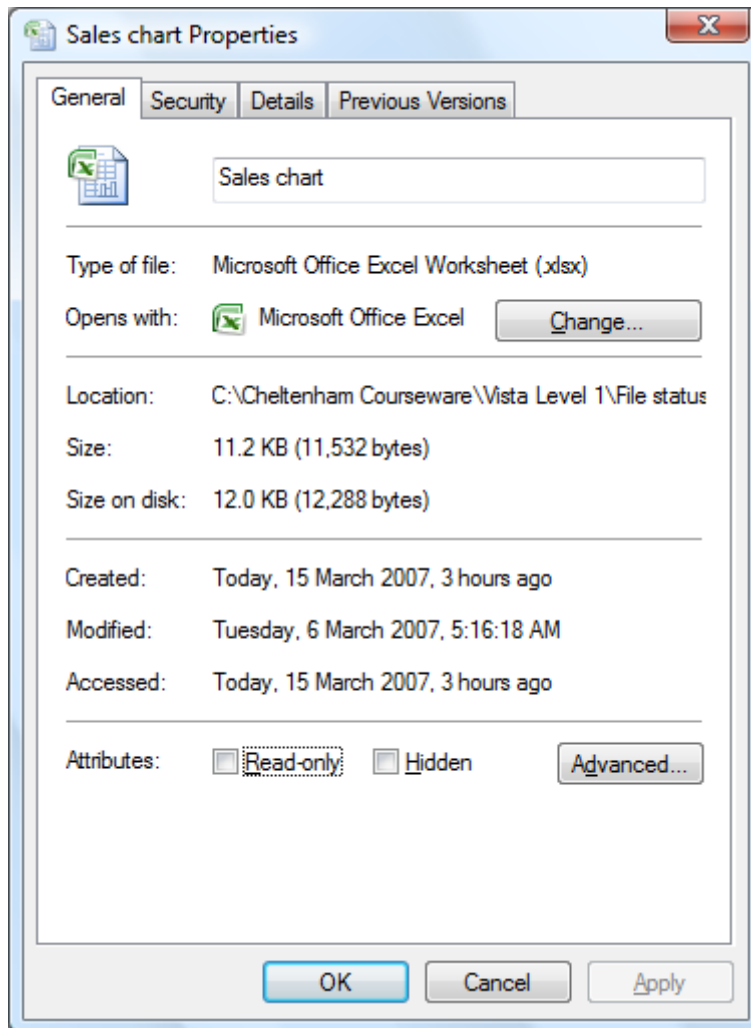 Sales chart Properties
General Security Details Previous Versions
Sales chart
Type of file: Microsoft Office Excel Worksheet (.xlsx)
Opens with: Microsoft Office Excel Change...
Location: C:\Cheltenham Courseware\Vista Level 1\File status
Size: 11.2 KB (11,532 bytes)
Size on disk: 12.0 KB (12,288 bytes)
Created: Today, 15 March 2007, 3 hours ago
Modified: Tuesday, 6 March 2007, 5:16:18 AM
Accessed: Today, 15 March 2007, 3 hours ago
Attributes: Read-only Hidden Advanced...
OK Cancel Apply